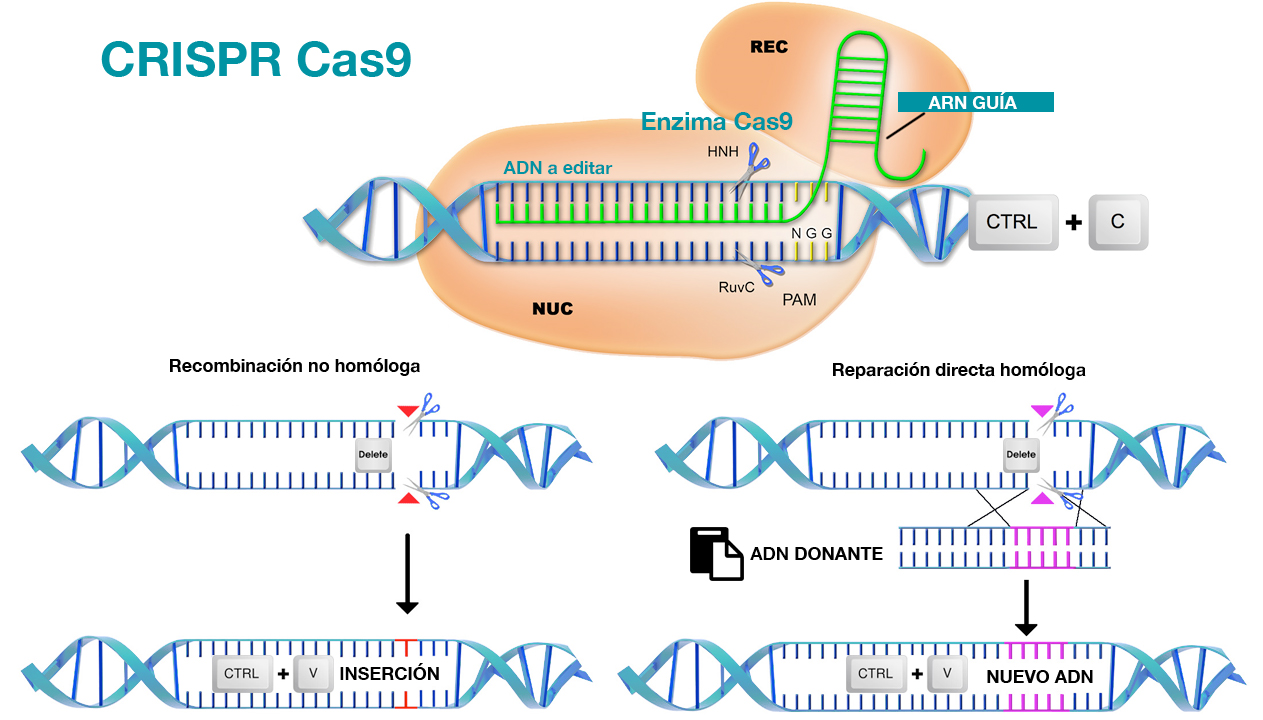 CRISPR Cas9
REC
ARN GUÍA
Enzima Cas9
HNH
ADN a editar
CTRL + C
N G G
RuvC
PAM
NUC
Recombinación no homóloga
Reparación directa homóloga
Delete
Delete
ADN DONANTE
CTRL + V INSERCIÓN
CTRL + V NUEVO ADN